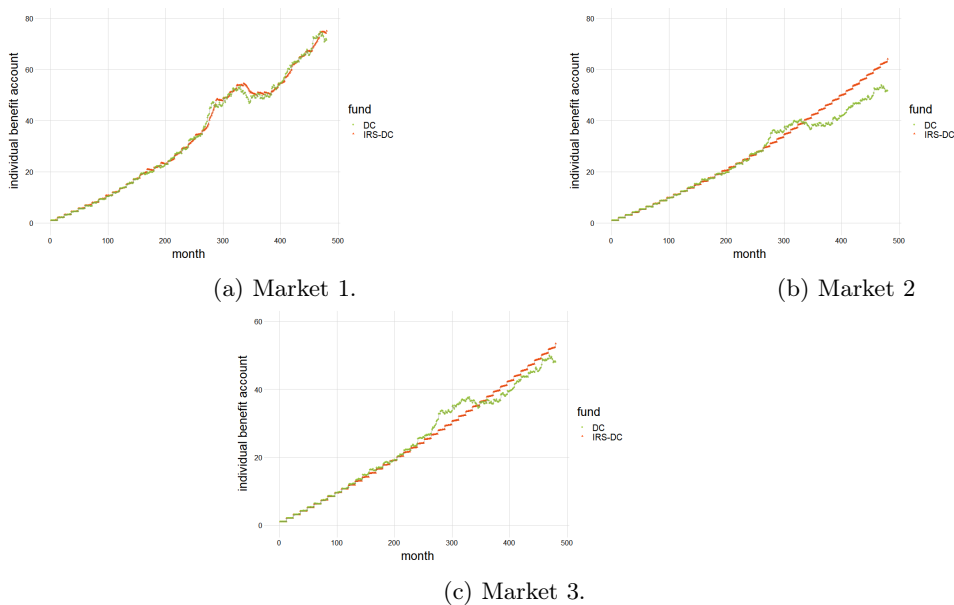 80
60
40
20
0
individual benefit account
0 100 200 300 400 500
month
fund
DC
IRS-DC
(a) Market 1.
80
60
40
20
0
individual benefit account
0 100 200 300 400 500
month
fund
DC
IRS-DC
(b) Market 2
60
40
20
0
individual benefit account
0 100 200 300 400 500
month
fund
DC
IRS-DC
(c) Market 3.